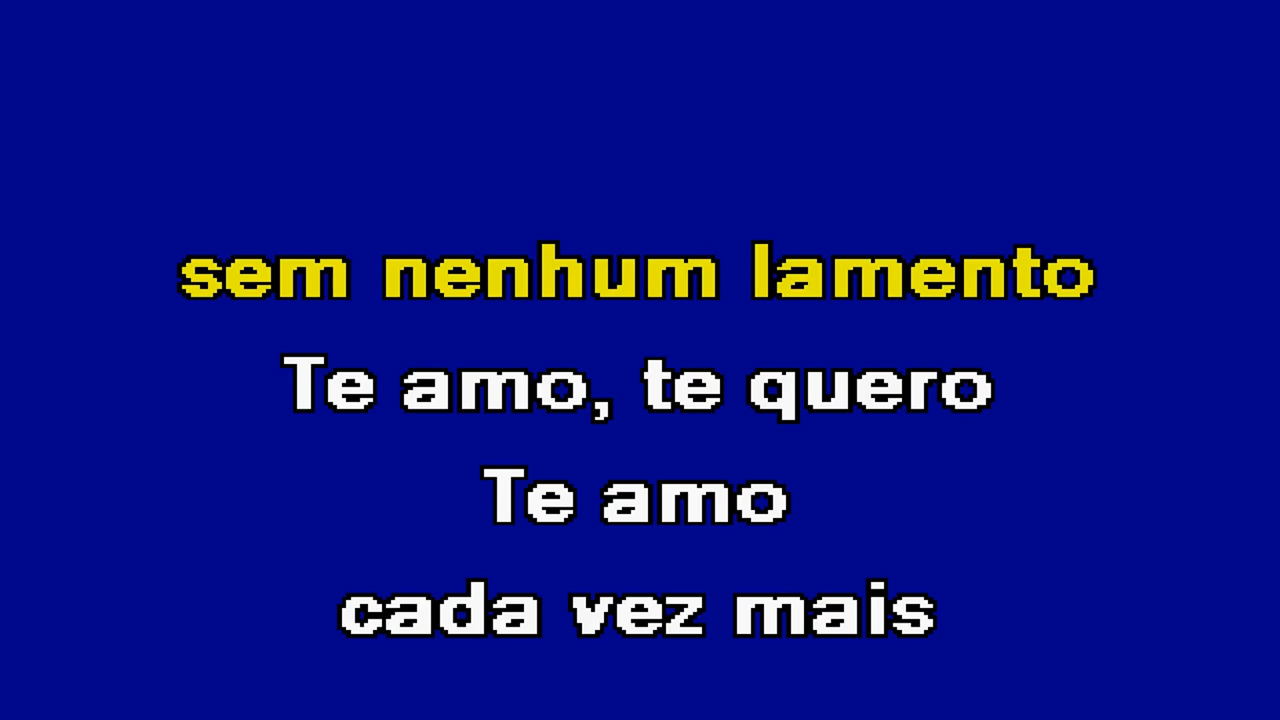 sem nenhum lamento
Te amo, te quero
Te amo
cada vez mais